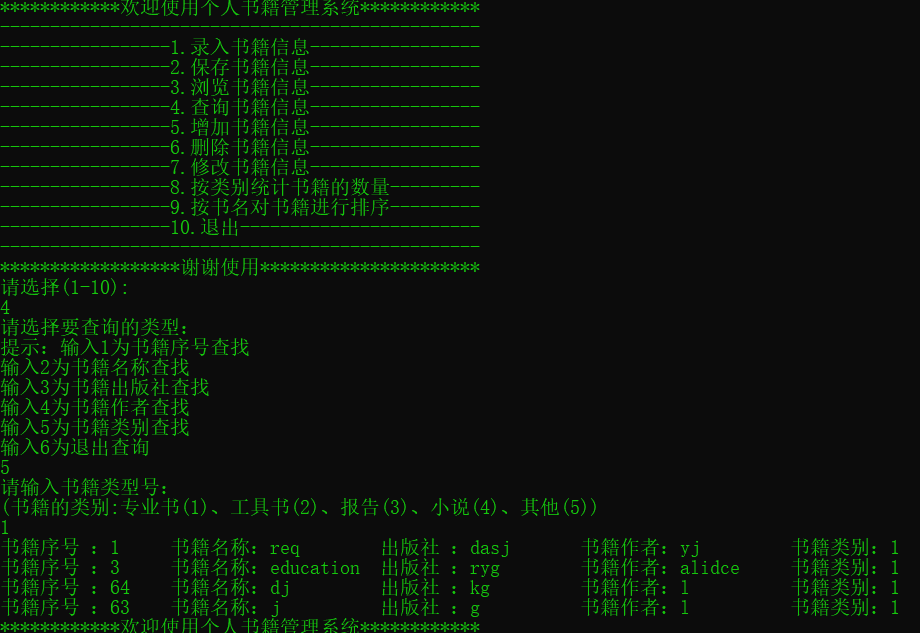 ************欢迎使用个人书籍管理系统************
------------------------------------------------
-----------------1.录入书籍信息-----------------
-----------------2.保存书籍信息-----------------
-----------------3.浏览书籍信息-----------------
-----------------4.查询书籍信息-----------------
-----------------5.增加书籍信息-----------------
-----------------6.删除书籍信息-----------------
-----------------7.修改书籍信息-----------------
-----------------8.按类别统计书籍的数量---------
-----------------9.按书名对书籍进行排序---------
-----------------10.退出------------------------
------------------------------------------------
******************谢谢使用**********************
请选择(1-10):
4
请选择要查询的类型：
提示：输入1为书籍序号查找
输入2为书籍名称查找
输入3为书籍出版社查找
输入4为书籍作者查找
输入5为书籍类别查找
输入6为退出查询
5
请输入书籍类型号：
(书籍的类别:专业书(1)、工具书(2)、报告(3)、小说(4)、其他(5))
1
书籍序号 ：1 书籍名称：req 出版社 ：dasj 书籍作者：yj 书籍类别：1
书籍序号 ：3 书籍名称：education 出版社 ：ryg 书籍作者：alidce 书籍类别：1
书籍序号 ：64 书籍名称：dj 出版社 ：kg 书籍作者：l 书籍类别：1
书籍序号 ：63 书籍名称：j 出版社 ：g 书籍作者：l 书籍类别：1
************欢迎使用个人书籍管理系统************